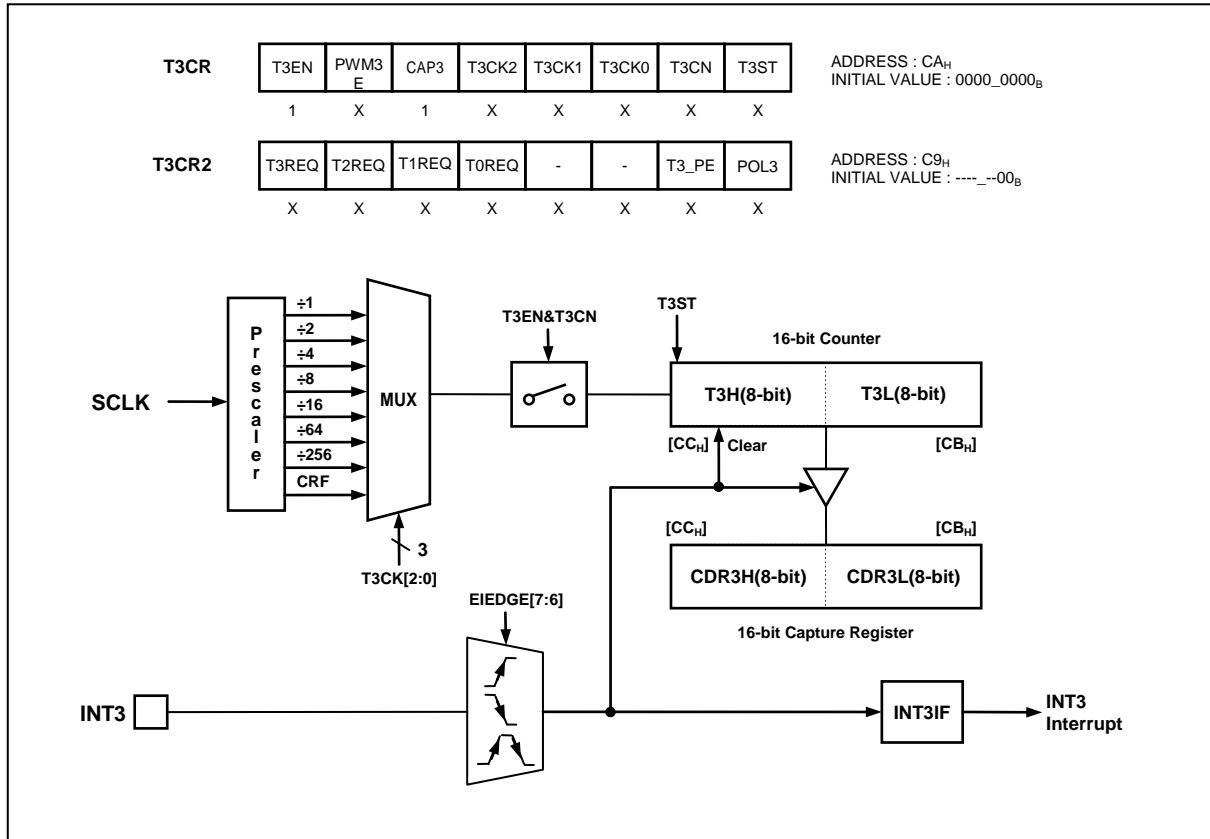 T3CR T3EN PWM3E CAP3 T3CK2 T3CK1 T3CK0 T3CN T3ST ADDRESS : CAH
INITIAL VALUE : 0000_0000B
1 X 1 X X X X X
T3CR2 T3REQ T2REQ T1REQ T0REQ - - T3_PE POL3 ADDRESS : C9H
INITIAL VALUE : ----_--00B
X X X X X X X X
SCLK
Prescaler
÷1
÷2
÷4
÷8
÷16
÷64
÷256
CRF
MUX
3
T3CK[2:0]
T3EN&T3CN
T3ST
16-bit Counter
T3H(8-bit) T3L(8-bit)
[CCH] Clear [CBH]
[CCH] [CBH]
CDR3H(8-bit) CDR3L(8-bit)
16-bit Capture Register
EIEDGE[7:6]
INT3
INT3IF
INT3
Interrupt